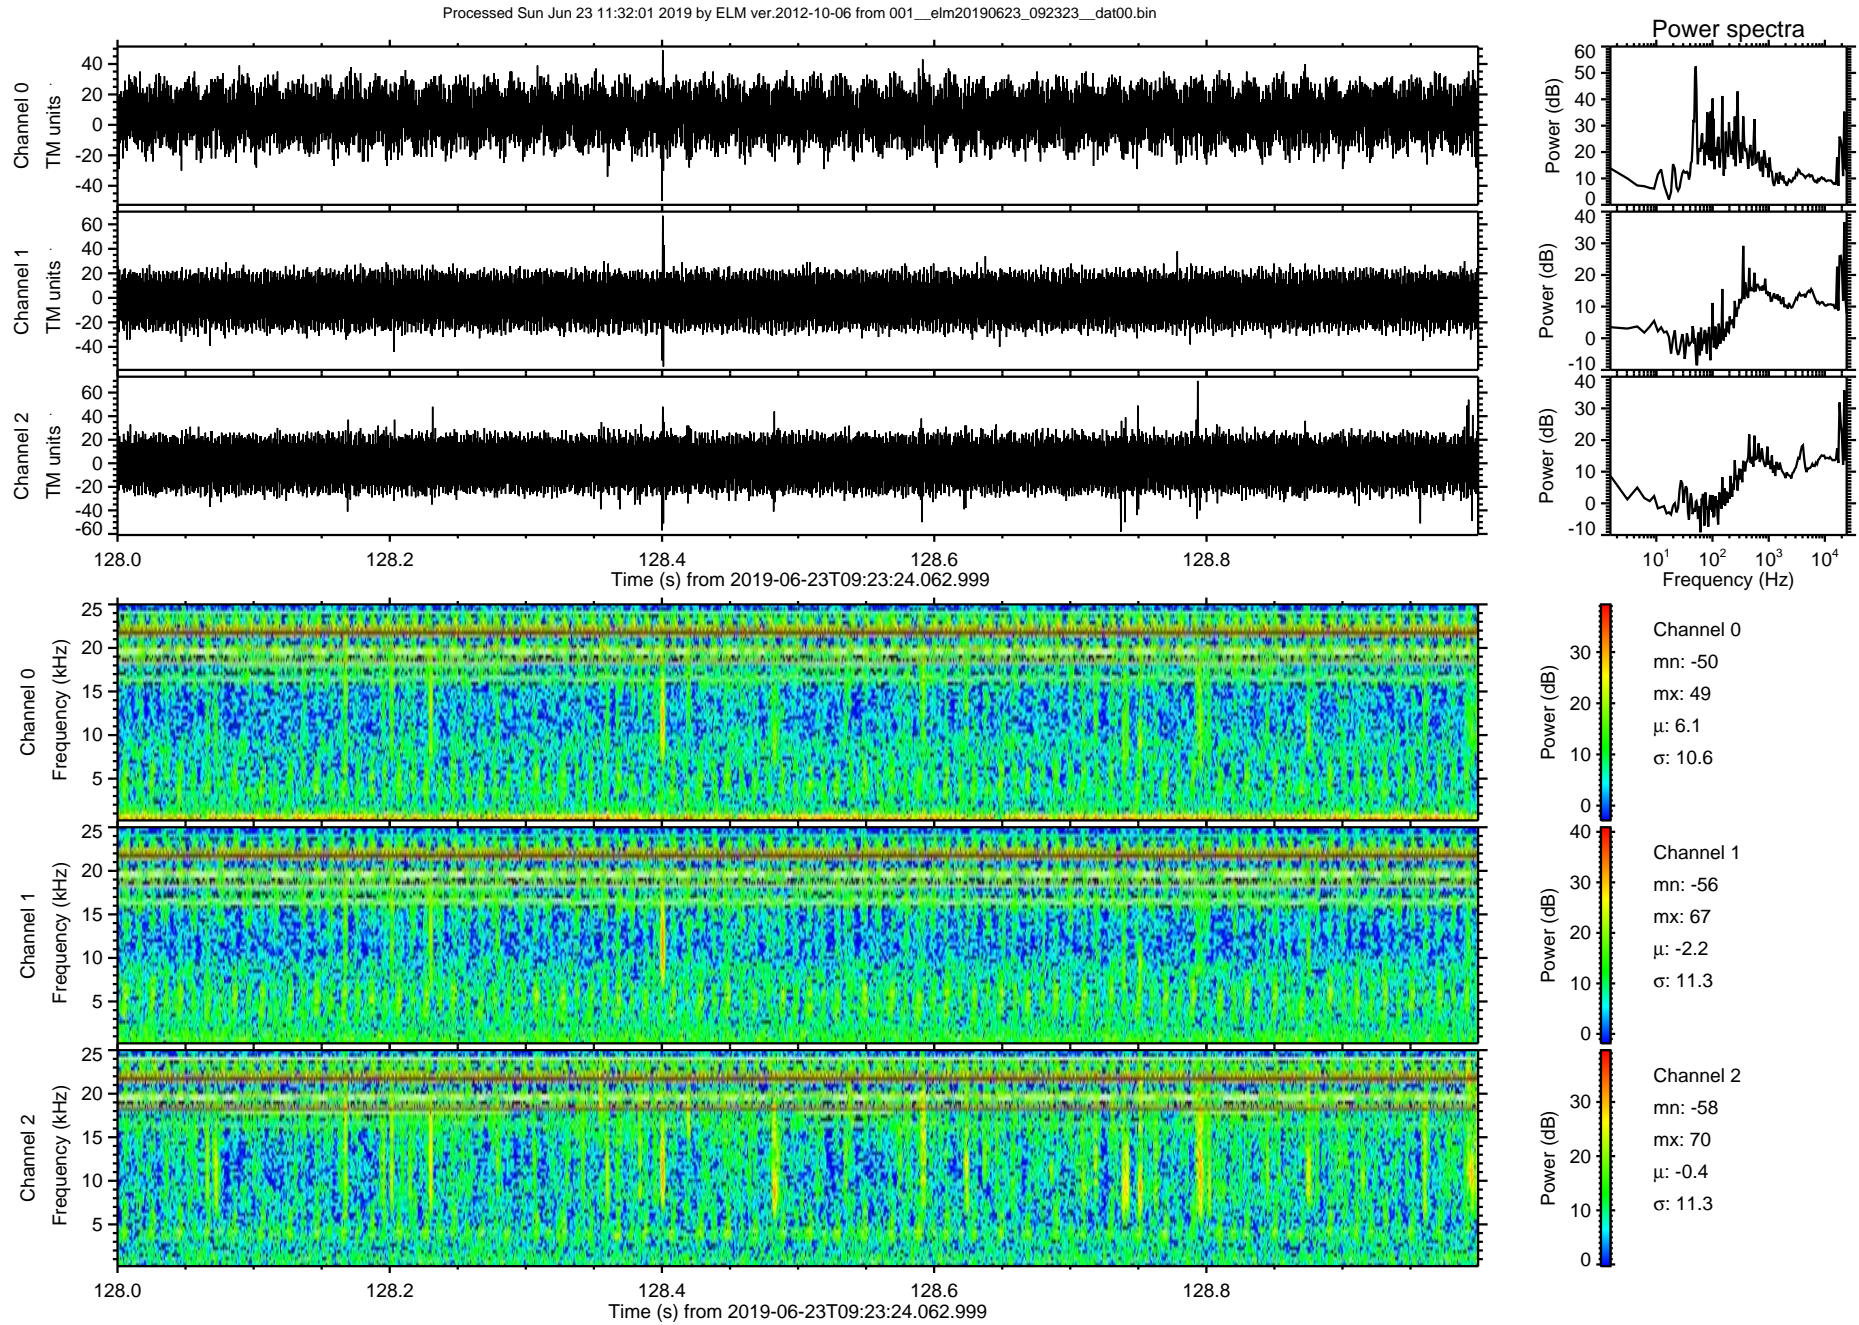 Processed Sun Jun 23 11:32:01 2019 by ELM ver.2012-10-06 from 001__elm20190623_092323__dat00.bin
Power spectra
Channel 0
TM units
40
20
0
-20
-40
Power (dB)
60
50
40
30
20
10
0
Channel 1
TM units
60
40
20
0
-20
-40
Power (dB)
40
30
20
10
0
-10
Channel 2
TM units
60
40
20
0
-20
-40
-60
Power (dB)
40
30
20
10
0
-10
128.0 128.2 128.4 128.6 128.8
Time (s) from 2019-06-23T09:23:24.062.999
10¹ 10² 10³ 10⁴
Frequency (Hz)
Channel 0
Frequency (kHz)
25
20
15
10
5
Power (dB)
30
20
10
0
Channel 0
mn: -50
mx: 49
µ: 6.1
σ: 10.6
Channel 1
Frequency (kHz)
25
20
15
10
5
Power (dB)
40
30
20
10
0
Channel 1
mn: -56
mx: 67
µ: -2.2
σ: 11.3
Channel 2
Frequency (kHz)
25
20
15
10
5
Power (dB)
30
20
10
0
Channel 2
mn: -58
mx: 70
µ: -0.4
σ: 11.3
128.0 128.2 128.4 128.6 128.8
Time (s) from 2019-06-23T09:23:24.062.999